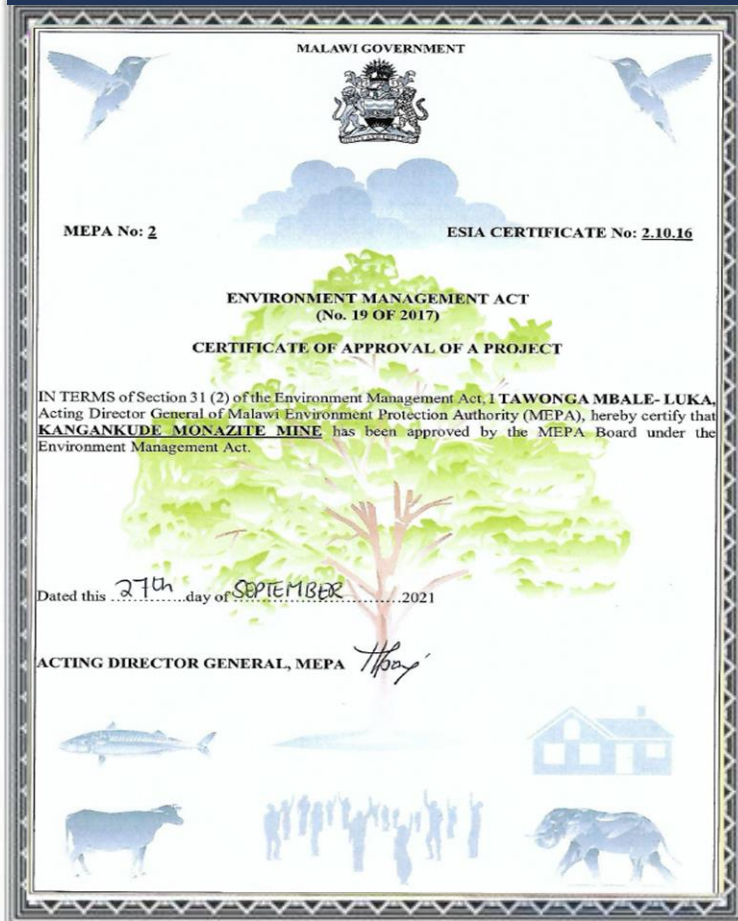 MALAWI GOVERNMENT
MEPA No: 2
ESIA CERTIFICATE No: 2.10.16
ENVIRONMENT MANAGEMENT ACT
(No. 19 OF 2017)
CERTIFICATE OF APPROVAL OF A PROJECT
IN TERMS of Section 31 (2) of the Environment Management Act, I TAWONGA MBALE- LUKA,
Acting Director General of Malawi Environment Protection Authority (MEPA), hereby certify that
KANGANKUDE MONAZITE MINE has been approved by the MEPA Board under the
Environment Management Act.
Dated this 27th day of SEPTEMBER 2021
ACTING DIRECTOR GENERAL, MEPA